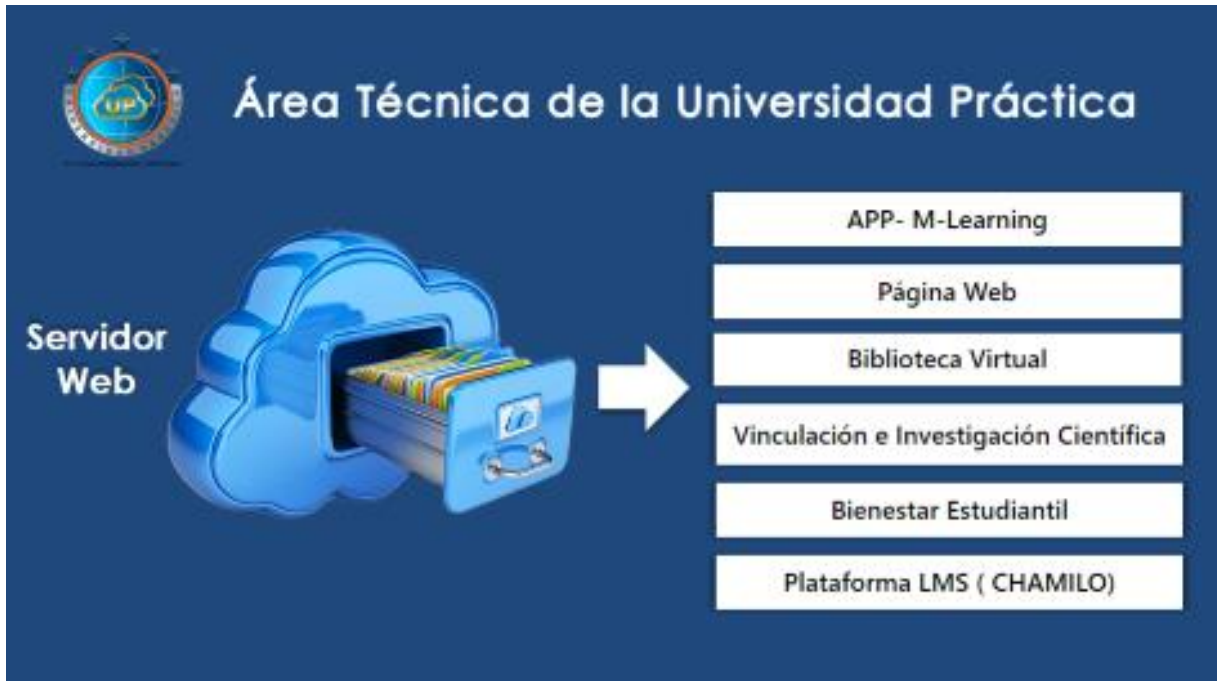 UP
Área Técnica de la Universidad Práctica
Servidor
Web
APP- M-Learning
Página Web
Biblioteca Virtual
Vinculación e Investigación Científica
Bienestar Estudiantil
Plataforma LMS ( CHAMILO)